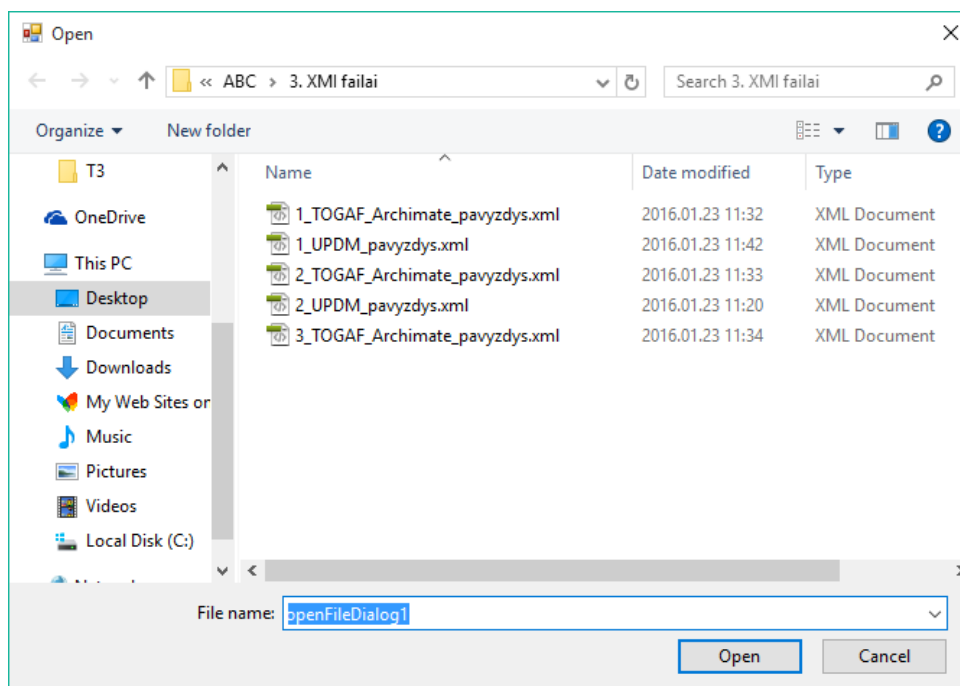 Open
« ABC > 3. XMI failai
Search 3. XMI failai
Organize
New folder
Name
Date modified
Type
T3
OneDrive
This PC
Desktop
Documents
Downloads
My Web Sites or
Music
Pictures
Videos
Local Disk (C:)
1_TOGAF_Archimate_pavyzdys.xml 2016.01.23 11:32 XML Document
1_UPDM_pavyzdys.xml 2016.01.23 11:42 XML Document
2_TOGAF_Archimate_pavyzdys.xml 2016.01.23 11:33 XML Document
2_UPDM_pavyzdys.xml 2016.01.23 11:20 XML Document
3_TOGAF_Archimate_pavyzdys.xml 2016.01.23 11:34 XML Document
File name: openFileDialog1
Open
Cancel